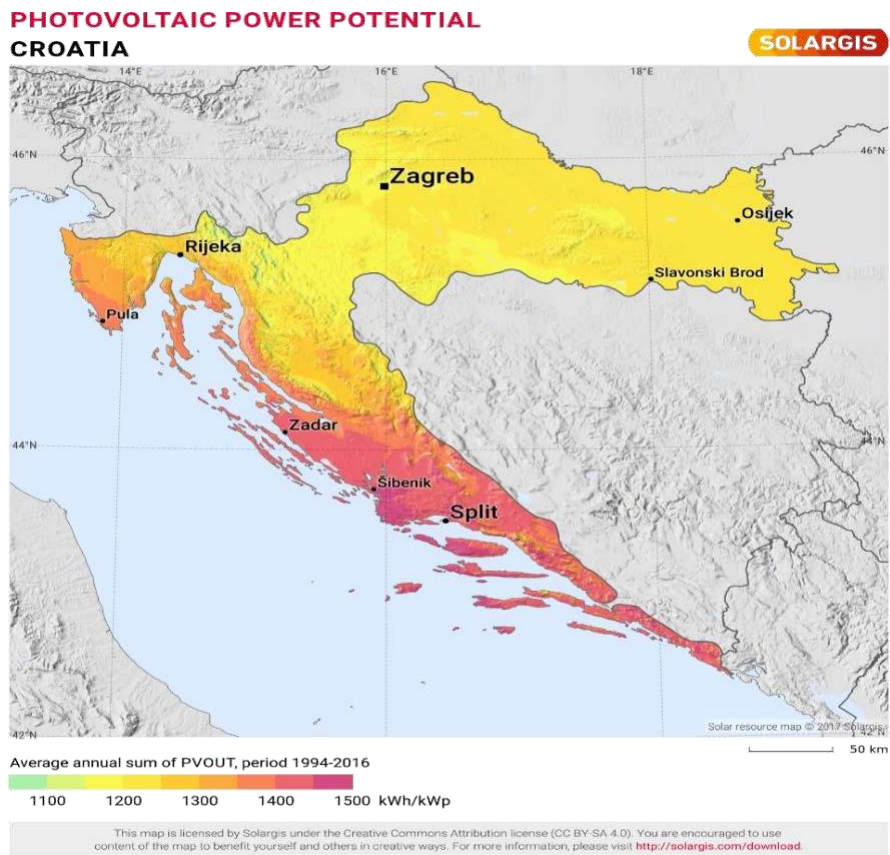 PHOTOVOLTAIC POWER POTENTIAL
CROATIA
SOLARGIS
14°E
16°E
18°E
46°N
46°N
Zagreb
Osijek
Rijeka
Slavonski Brod
Pula
Zadar
44°N
44°N
Šibenik
Split
Solar resource map © 2017 Solargis
42°N
42°N
50 km
Average annual sum of PVOUT, period 1994-2016
1100 1200 1300 1400 1500 kWh/kWp
This map is licensed by Solargis under the Creative Commons Attribution license (CC BY-SA 4.0). You are encouraged to use
content of the map to benefit yourself and others in creative ways. For more information, please visit http://solargis.com/download.